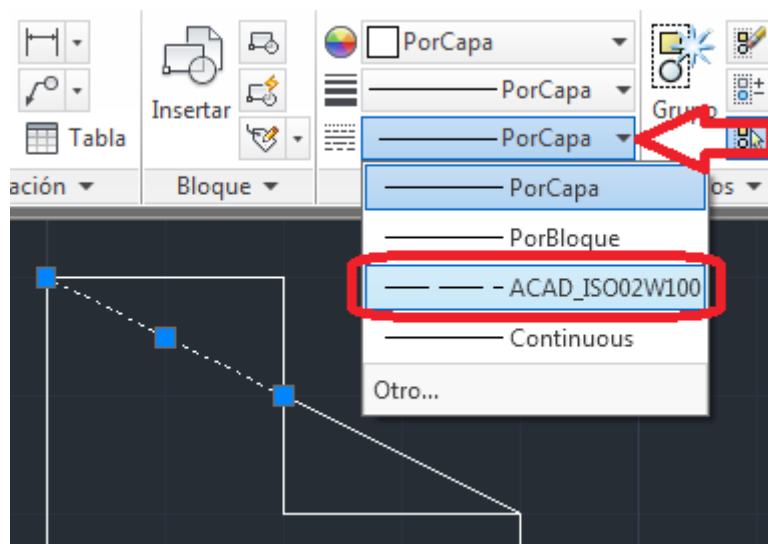 PorCapa
Insertar
PorCapa
Grupo
Tabla
PorCapa
ación
Bloque
os
PorCapa
PorBloque
ACAD_ISO02W100
Continuous
Otro...